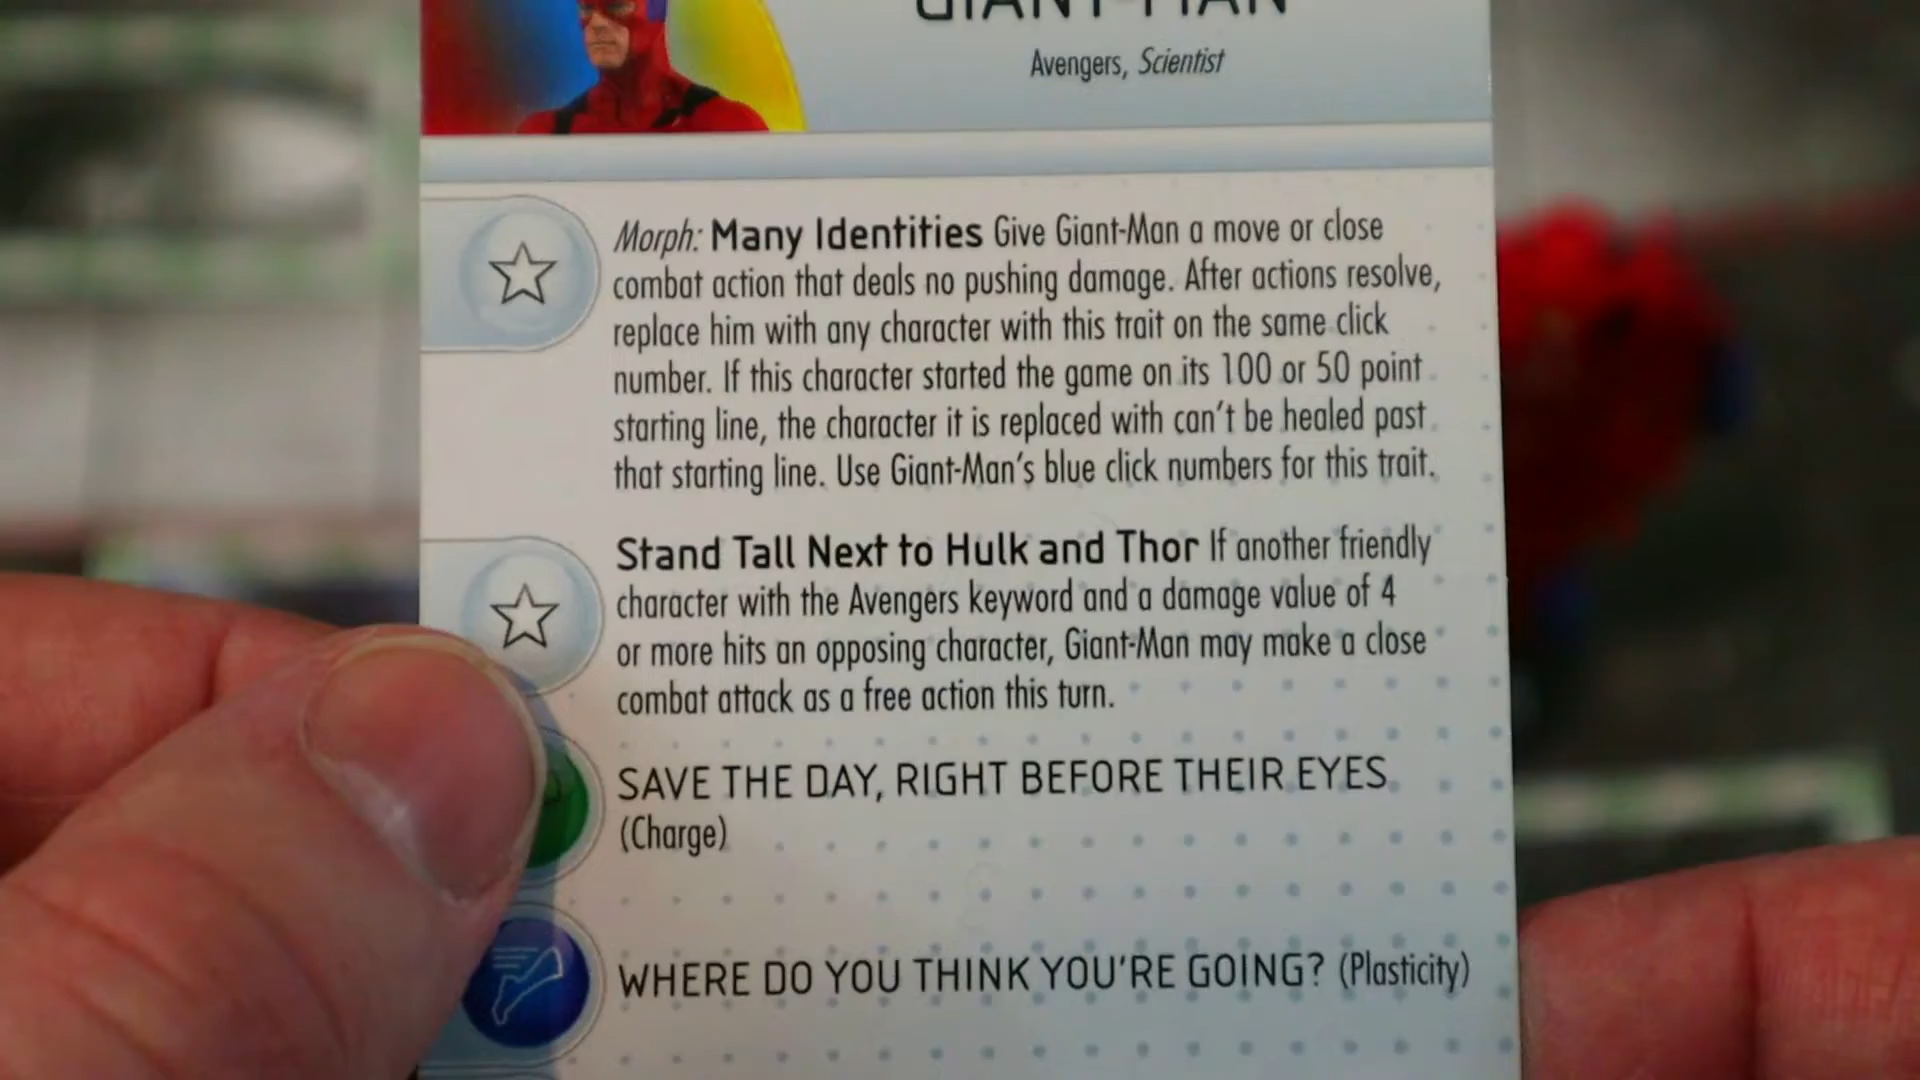 GIANT-MAN
Avengers, Scientist
Morph: Many Identities Give Giant-Man a move or close
combat action that deals no pushing damage. After actions resolve,
replace him with any character with this trait on the same click
number. If this character started the game on its 100 or 50 point
starting line, the character it is replaced with can't be healed past
that starting line. Use Giant-Man's blue click numbers for this trait.
Stand Tall Next to Hulk and Thor If another friendly
character with the Avengers keyword and a damage value of 4
or more hits an opposing character, Giant-Man may make a close
combat attack as a free action this turn.
SAVE THE DAY, RIGHT BEFORE THEIR EYES
(Charge)
WHERE DO YOU THINK YOU'RE GOING? (Plasticity)